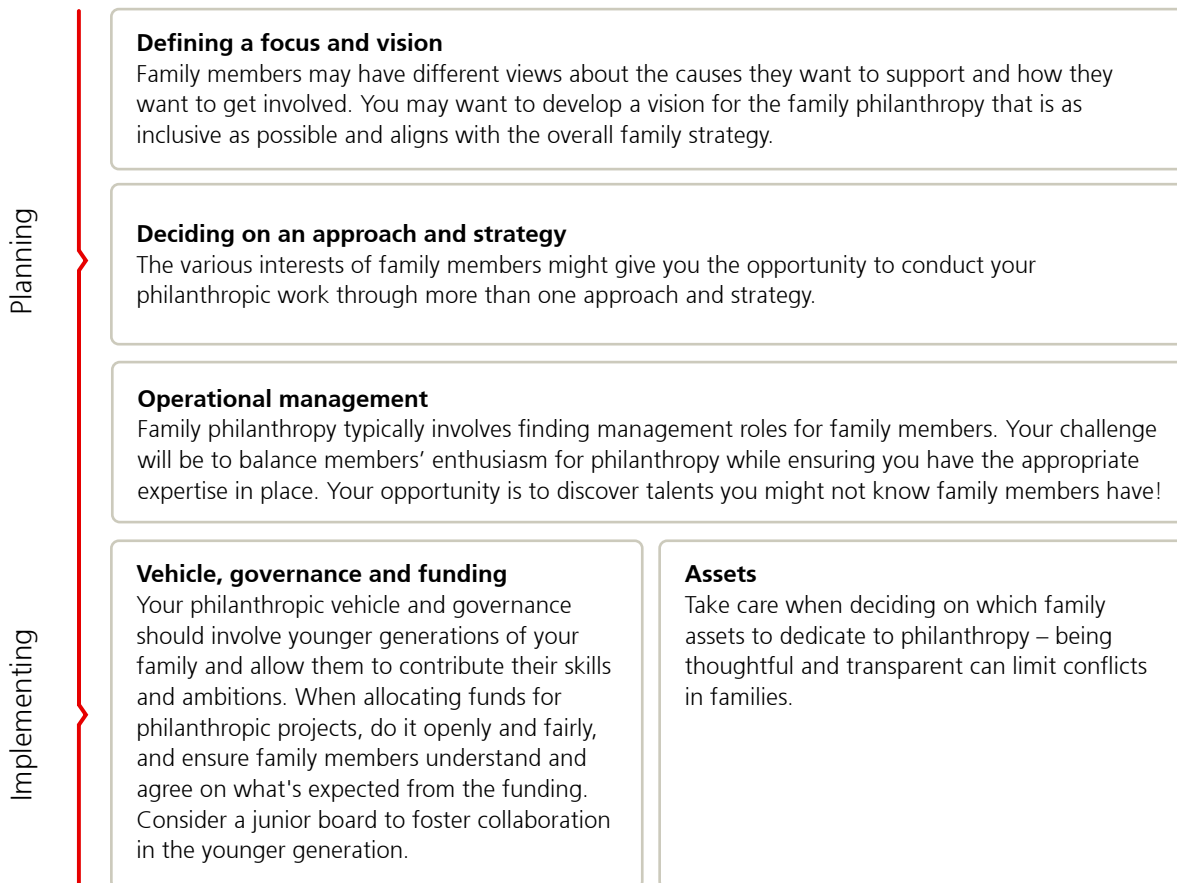 Planning
Defining a focus and vision
Family members may have different views about the causes they want to support and how they
want to get involved. You may want to develop a vision for the family philanthropy that is as
inclusive as possible and aligns with the overall family strategy.
Deciding on an approach and strategy
The various interests of family members might give you the opportunity to conduct your
philanthropic work through more than one approach and strategy.
Operational management
Family philanthropy typically involves finding management roles for family members. Your challenge
will be to balance members’ enthusiasm for philanthropy while ensuring you have the appropriate
expertise in place. Your opportunity is to discover talents you might not know family members have!
Implementing
Vehicle, governance and funding
Your philanthropic vehicle and governance
should involve younger generations of your
family and allow them to contribute their skills
and ambitions. When allocating funds for
philanthropic projects, do it openly and fairly,
and ensure family members understand and
agree on what's expected from the funding.
Consider a junior board to foster collaboration
in the younger generation.
Assets
Take care when deciding on which family
assets to dedicate to philanthropy – being
thoughtful and transparent can limit conflicts
in families.